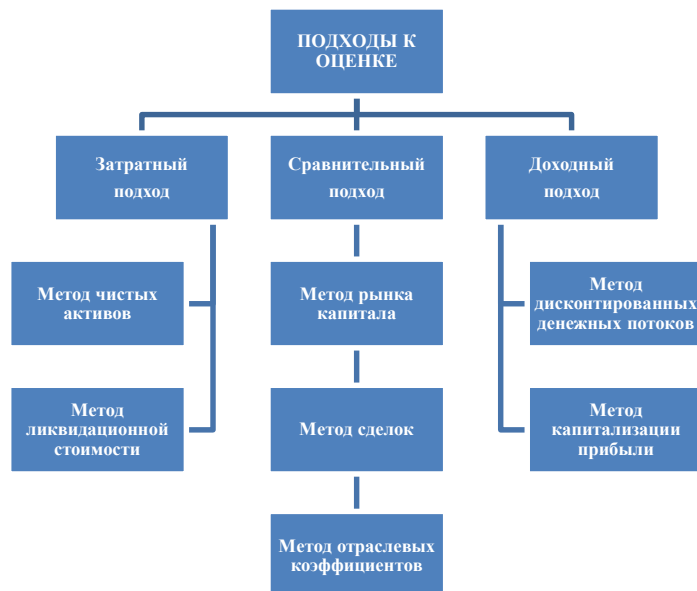 ПОДХОДЫ К
ОЦЕНКЕ
Затратный
подход
Сравнительный
подход
Доходный
подход
Метод чистых
активов
Метод рынка
капитала
Метод
дисконтированных
денежных потоков
Метод
ликвидационной
стоимости
Метод сделок
Метод
капитализации
прибыли
Метод отраслевых
коэффициентов